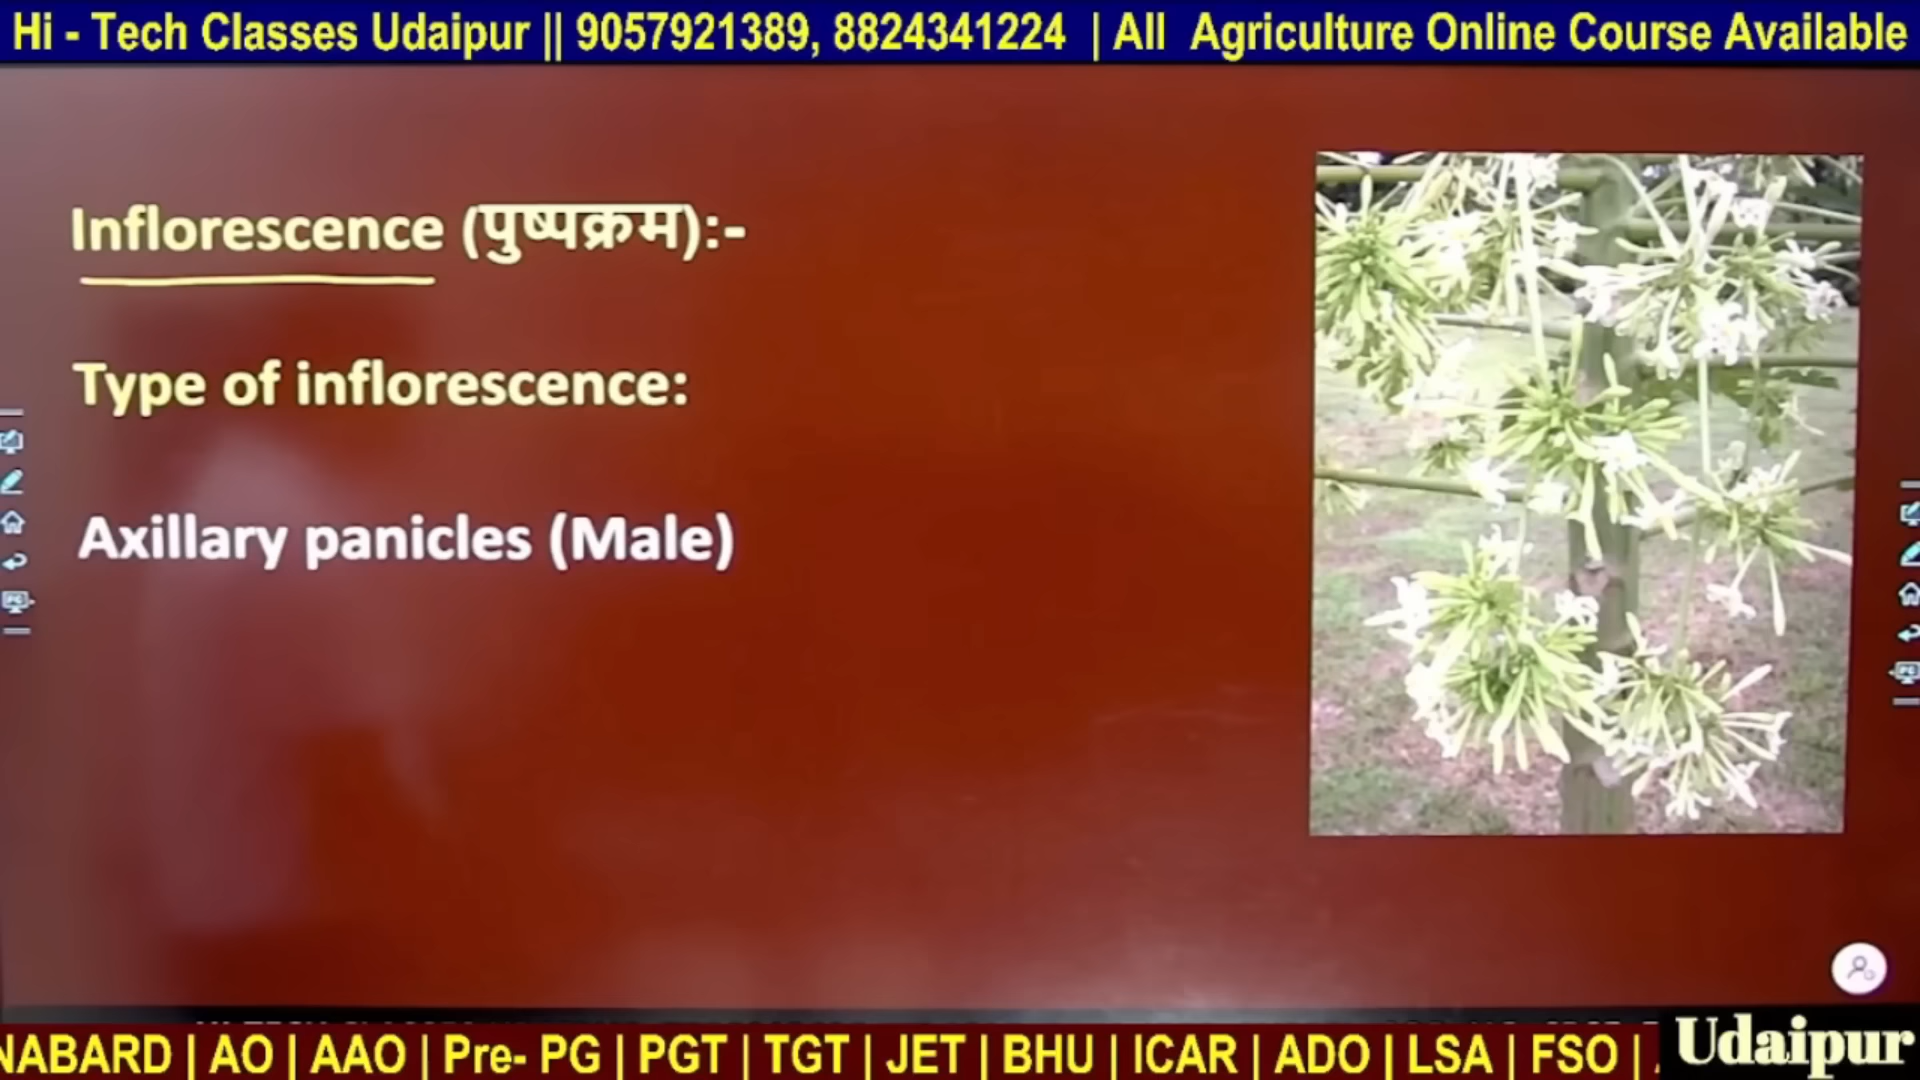 Hi - Tech Classes Udaipur || 9057921389, 8824341224 | All Agriculture Online Course Available
Inflorescence (पुष्पक्रम):-
Type of inflorescence:
Axillary panicles (Male)
NABARD | AO | AAO | Pre- PG | PGT | TGT | JET | BHU | ICAR | ADO | LSA | FSO |
Udaipur